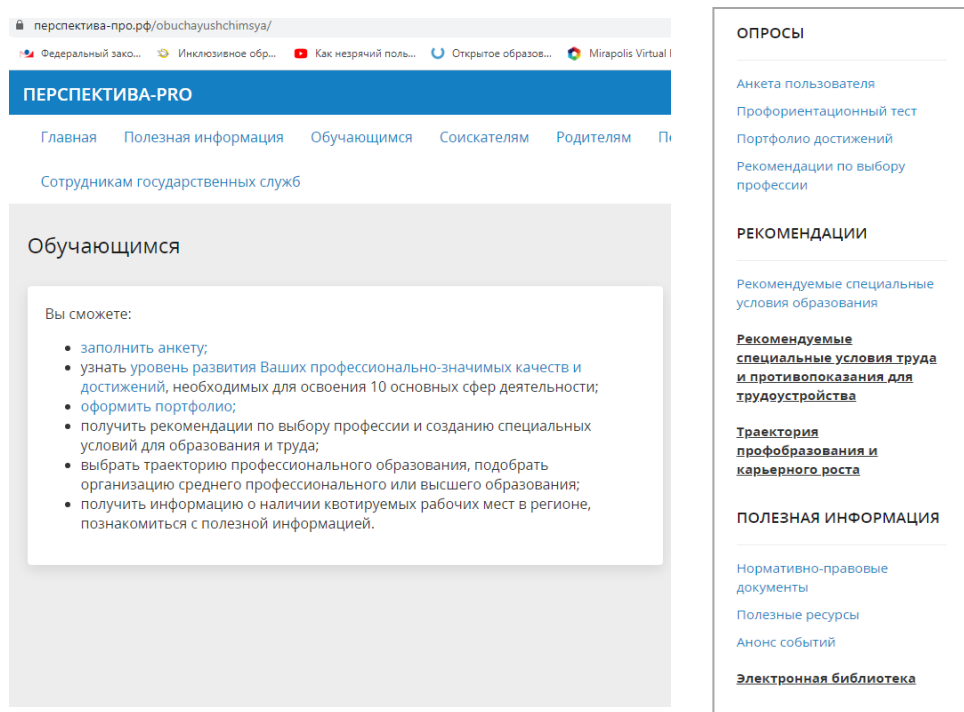 перспектива-про.рф/obuchayushchimsya/
Федеральный зако... Инклюзивное обр... Как незрячий поль... Открытое образов... Mirapolis Virtual
ПЕРСПЕКТИВА-PRO
Главная Полезная информация Обучающимся Соискателям Родителям
Сотрудникам государственных служб
Обучающимся
Вы сможете:
• заполнить анкету;
• узнать уровень развития Ваших профессионально-значимых качеств и
достижений, необходимых для освоения 10 основных сфер деятельности;
• оформить портфолио;
• получить рекомендации по выбору профессии и созданию специальных
условий для образования и труда;
• выбрать траекторию профессионального образования, подобрать
организацию среднего профессионального или высшего образования;
• получить информацию о наличии квотируемых рабочих мест в регионе,
познакомиться с полезной информацией.
ОПРОСЫ
Анкета пользователя
Профориентационный тест
Портфолио достижений
Рекомендации по выбору
профессии
РЕКОМЕНДАЦИИ
Рекомендуемые специальные
условия образования
Рекомендуемые
специальные условия труда
и противопоказания для
трудоустройства
Траектория
профобразования и
карьерного роста
ПОЛЕЗНАЯ ИНФОРМАЦИЯ
Нормативно-правовые
документы
Полезные ресурсы
Анонс событий
Электронная библиотека